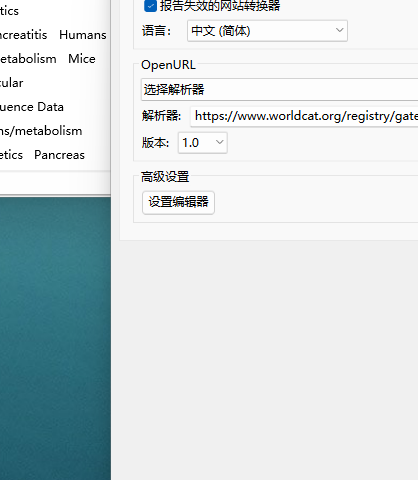 tics
ncreatitis Humans
etabolism Mice
cular
uence Data
ns/metabolism
etics Pancreas
报告失效的网站转换器
语言： 中文 (简体)
OpenURL
选择解析器
解析器: https://www.worldcat.org/registry/gate
版本: 1.0
高级设置
设置编辑器